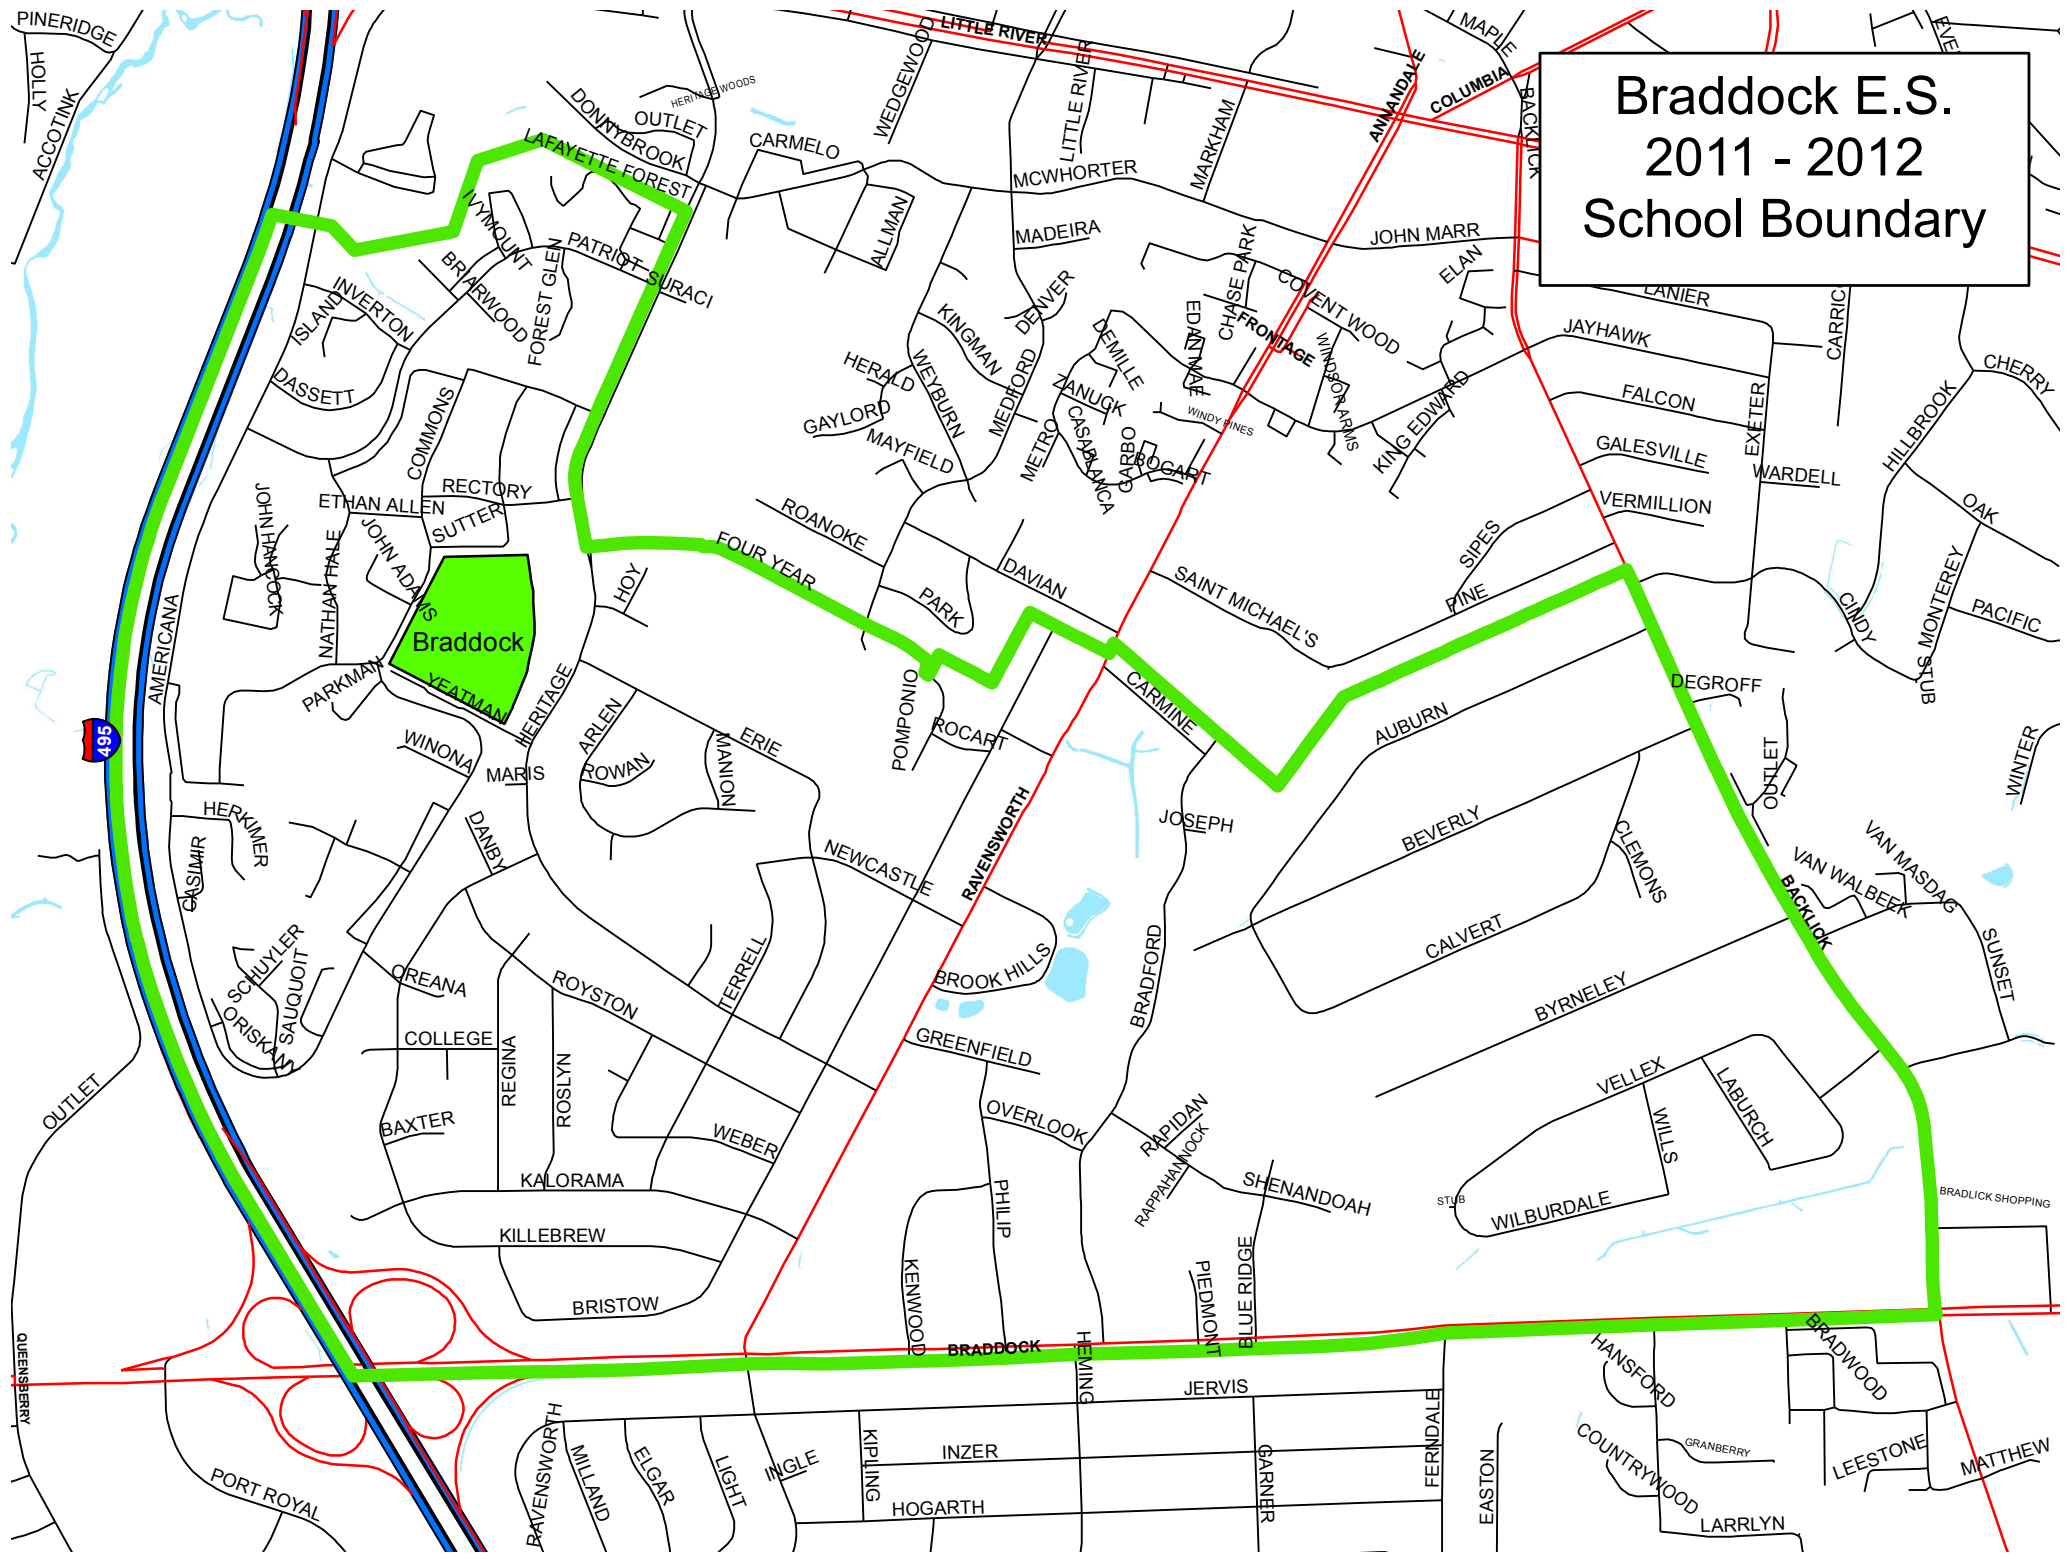 Braddock E.S.
2011 - 2012
School Boundary
PINERIDGE
HOLLY
ACCOTINK
LITTLE RIVER
WEDGEWOOD
LITTLE RIVER
MAPLE
ANNANDALE
COLUMBIA
BACKLICK
HERITAGE WOODS
DONNYBROOK
OUTLET
LAFAYETTE FOREST
CARMELO
MARKHAM
MCWHORTER
ALLMAN
MADEIRA
JOHN MARR
ELAN
IVYMOUNT
PATRIOT
SURACI
FOREST GLEN
BRIARWOOD
INVERTON
ISLAND
DASSETT
CHASE PARK
COVENT WOOD
LANIER
JAYHAWK
EDAN MAE
FRONTAGE
WINDSOR ARMS
DENVER
DEMILLE
KINGMAN
HERALD
WEYBURN
MEDFORD
GAYLORD
MAYFIELD
ZANUCK
METRO
CASABLANCA
GARBO
BOGART
WINDY PINES
KING EDWARD
FALCON
EXETER
GALESVILLE
WARDELL
VERMILLION
HILLBROOK
CHERRY
OAK
COMMONS
RECTORY
ETHAN ALLEN
SUTTER
JOHN HANCOCK
NATHAN HALE
JOHN ADAMS
ROANOKE
FOUR YEAR
HOY
PARK
DAVIAN
SAINT MICHAEL'S
SIPES
PINE
MONTEREY
PACIFIC
CINDY
STUB
Braddock
AMERICANA
PARKMAN
YEATMAN
HERITAGE
ARLEN
ERIE
POMPONIO
ROCART
CARMINE
AUBURN
DEGROFF
495
WINONA
MARIS
ROWAN
MANION
OUTLET
WINTER
HERKIMER
CASIMIR
DANBY
NEWCASTLE
RAVENSWORTH
JOSEPH
BEVERLY
CLEMONS
VAN MASDAG
VAN WALBEEK
BACKLICK
SCHUYLER
SAUQUOIT
ORISKANY
OREANA
ROYSTON
TERRELL
BROOK HILLS
BRADFORD
CALVERT
BYRNELEY
SUNSET
OUTLET
COLLEGE
REGINA
ROSLYN
GREENFIELD
VELLEX
LABURCH
WILLS
BAXTER
WEBER
OVERLOOK
RAPIDAN
RAPPAHANNOCK
SHENANDOAH
STUB
WILBURDALE
BRADLICK SHOPPING
KALORAMA
KILLEBREW
PHILIP
BRISTOW
KENWOOD
BRADDOCK
HEMING
PIEDMONT
BLUE RIDGE
HANSFORD
BRADWOOD
QUEENSBERRY
JERVIS
RAVENSWORTH
MILLAND
ELGAR
LIGHT
INGLE
KIPLING
INZER
GARNER
FERNDALE
EASTON
COUNTRYWOOD
GRANBERRY
LEESTONE
MATTHEW
PORT ROYAL
HOGARTH
LARRLYN